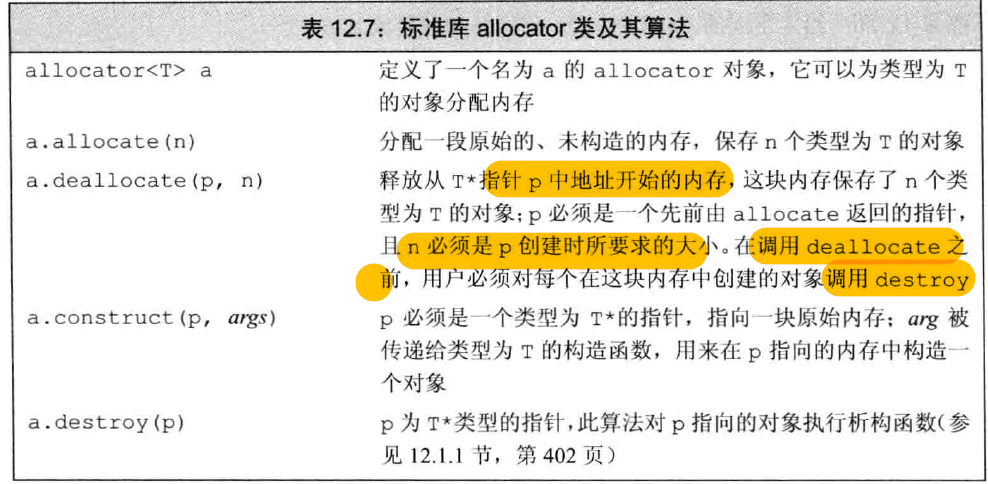 表 12.7：标准库 allocator 类及其算法
allocator<T> a 定义了一个名为 a 的 allocator 对象，它可以为类型为 T
的对象分配内存
a.allocate(n) 分配一段原始的、未构造的内存，保存 n 个类型为 T 的对象
a.deallocate(p, n) 释放从 T*指针 p 中地址开始的内存，这块内存保存了 n 个类
型为 T 的对象；p 必须是一个先前由 allocate 返回的指针，
且 n 必须是 p 创建时所要求的大小。在调用 deallocate 之
前，用户必须对每个在这块内存中创建的对象调用 destroy
a.construct(p, args) p 必须是一个类型为 T*的指针，指向一块原始内存；arg 被
传递给类型为 T 的构造函数，用来在 p 指向的内存中构造一
个对象
a.destroy(p) p 为 T*类型的指针，此算法对 p 指向的对象执行析构函数（参
见 12.1.1 节，第 402 页）